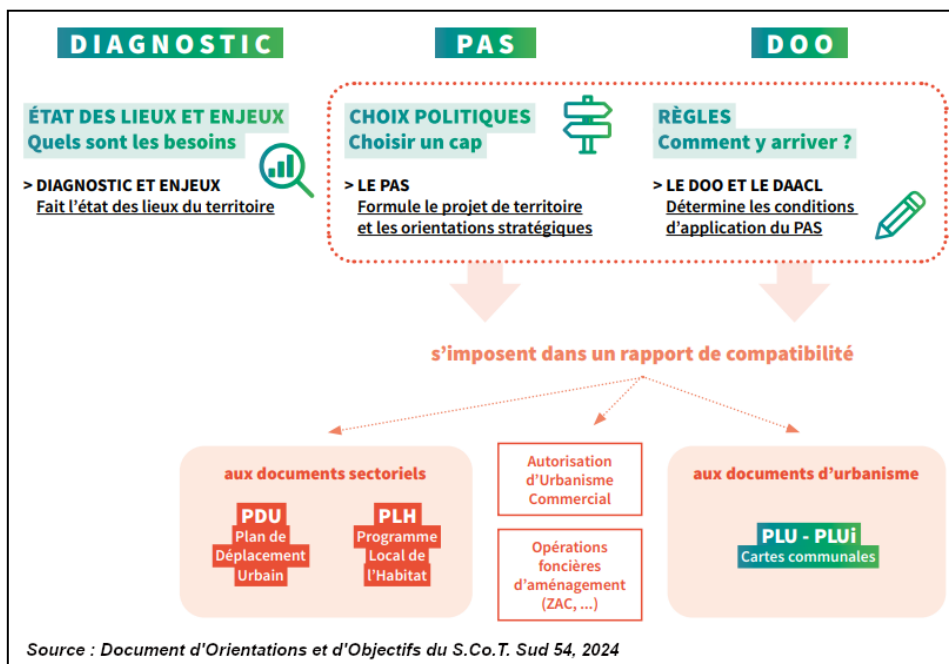 DIAGNOSTIC
PAS
DOO
ÉTAT DES LIEUX ET ENJEUX
Quels sont les besoins
> DIAGNOSTIC ET ENJEUX
Fait l'état des lieux du territoire
CHOIX POLITIQUES
Choisir un cap
> LE PAS
Formule le projet de territoire
et les orientations stratégiques
RÈGLES
Comment y arriver ?
> LE DOO ET LE DAACL
Détermine les conditions
d'application du PAS
s'imposent dans un rapport de compatibilité
aux documents sectoriels
PDU
Plan de
Déplacement
Urbain
PLH
Programme
Local de
l'Habitat
Autorisation
d'Urbanisme
Commercial
Opérations
foncières
d'aménagement
(ZAC, ...)
aux documents d'urbanisme
PLU - PLUi
Cartes communales
Source : Document d'Orientations et d'Objectifs du S.Co.T. Sud 54, 2024